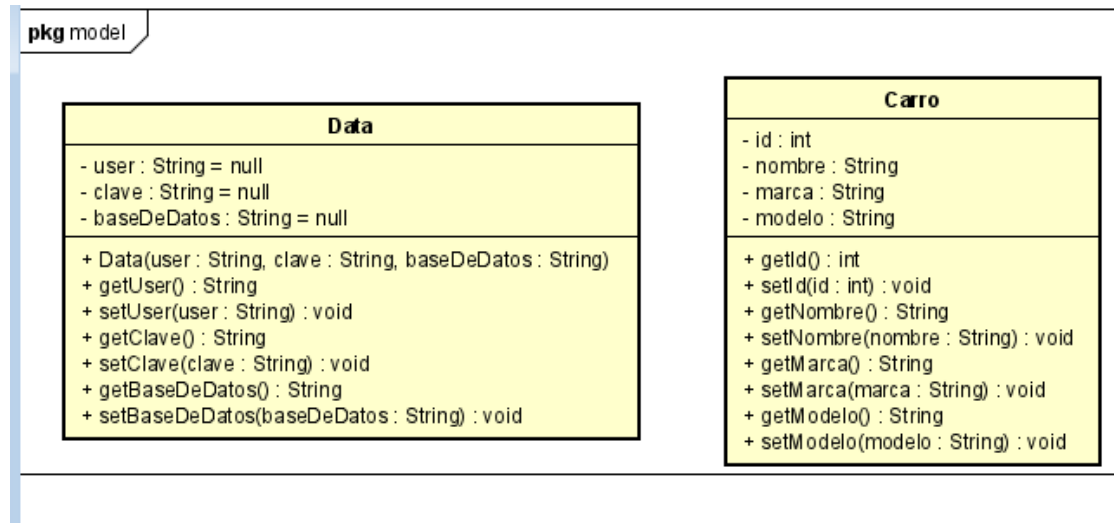 pkg model
Data
- user : String = null
- clave : String = null
- baseDeDatos : String = null
+ Data(user : String, clave : String, baseDeDatos : String)
+ getUser() : String
+ setUser(user : String) : void
+ getClave() : String
+ setClave(clave : String) : void
+ getBaseDeDatos() : String
+ setBaseDeDatos(baseDeDatos : String) : void
Carro
- id : int
- nombre : String
- marca : String
- modelo : String
+ getId() : int
+ setId(id : int) : void
+ getNombre() : String
+ setNombre(nombre : String) : void
+ getMarca() : String
+ setMarca(marca : String) : void
+ getModelo() : String
+ setModelo(modelo : String) : void